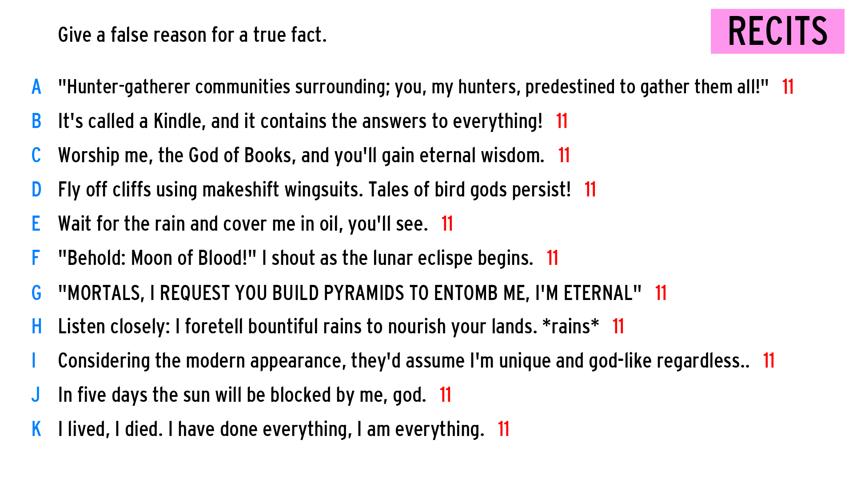 Give a false reason for a true fact.
RECITS
A "Hunter-gatherer communities surrounding; you, my hunters, predestined to gather them all!" 11
B It's called a Kindle, and it contains the answers to everything! 11
C Worship me, the God of Books, and you'll gain eternal wisdom. 11
D Fly off cliffs using makeshift wingsuits. Tales of bird gods persist! 11
E Wait for the rain and cover me in oil, you'll see. 11
F "Behold: Moon of Blood!" I shout as the lunar eclispe begins. 11
G "MORTALS, I REQUEST YOU BUILD PYRAMIDS TO ENTOMB ME, I'M ETERNAL" 11
H Listen closely: I foretell bountiful rains to nourish your lands. *rains* 11
I Considering the modern appearance, they'd assume I'm unique and god-like regardless.. 11
J In five days the sun will be blocked by me, god. 11
K I lived, I died. I have done everything, I am everything. 11